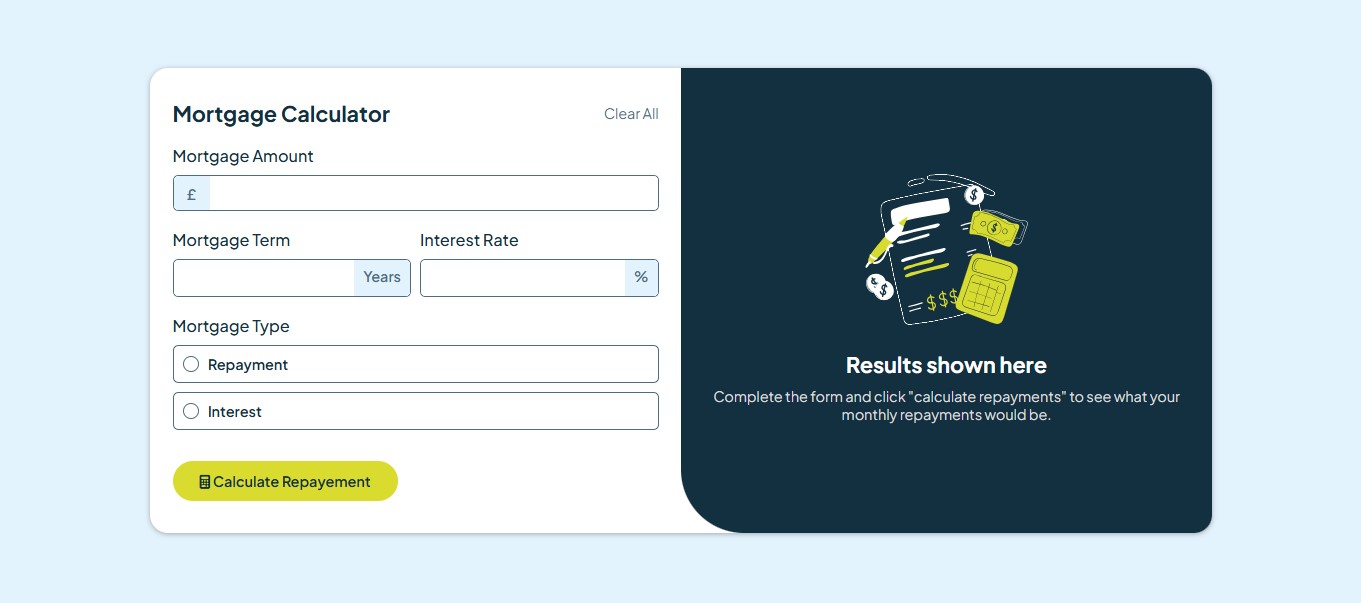 Mortgage Calculator
Clear All
Mortgage Amount
£
Mortgage Term
Interest Rate
Years
%
Mortgage Type
Repayment
Interest
Calculate Repayement
$
$
$ $
$$$
Results shown here
Complete the form and click "calculate repayments" to see what your
monthly repayments would be.